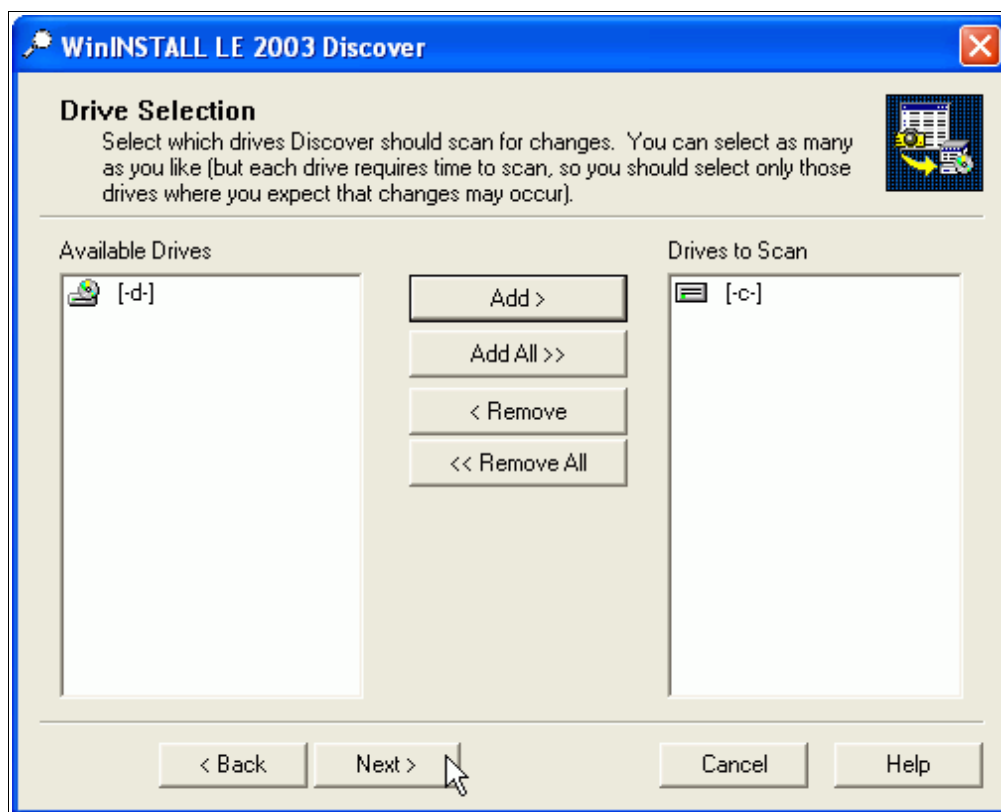 WinINSTALL LE 2003 Discover
Drive Selection
Select which drives Discover should scan for changes.  You can select as many
as you like (but each drive requires time to scan, so you should select only those
drives where you expect that changes may occur).
Available Drives
Drives to Scan
[-d-]
[-c-]
Add >
Add All >>
< Remove
<< Remove All
< Back
Next >
Cancel
Help